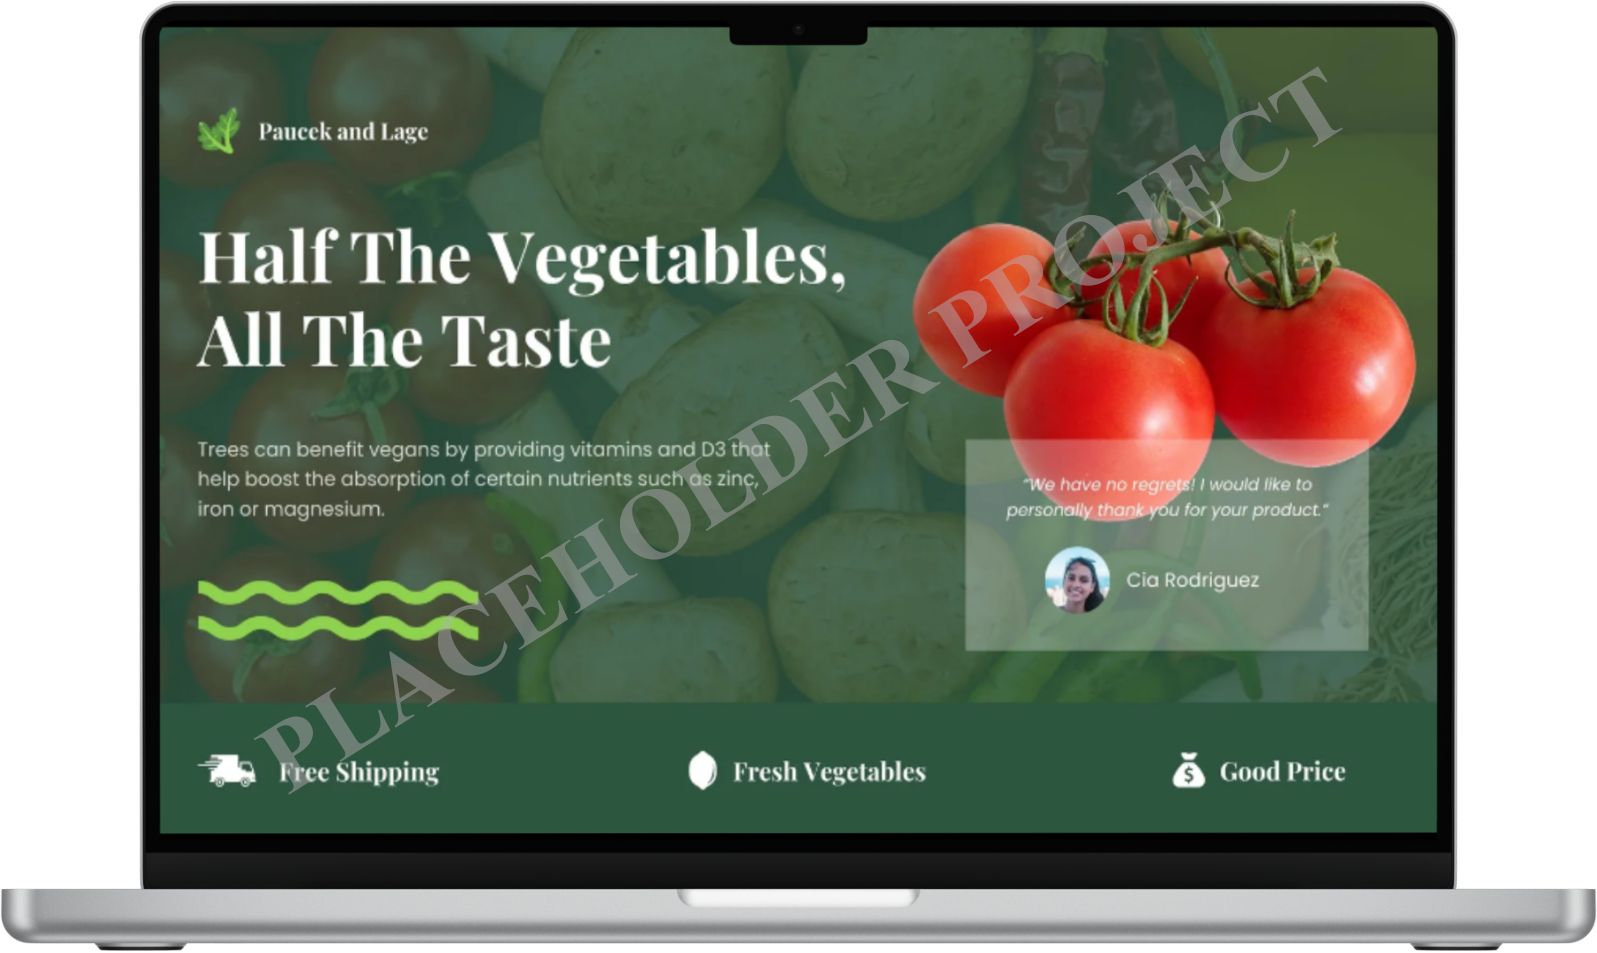 Paucek and Lage
Half The Vegetables,
All The Taste
Trees can benefit vegans by providing vitamins and D3 that
help boost the absorption of certain nutrients such as zinc,
iron or magnesium.
“We have no regrets! I would like to
personally thank you for your product.“
Cia Rodriguez
Free Shipping
Fresh Vegetables
$
Good Price
PLACEHOLDER PROJECT